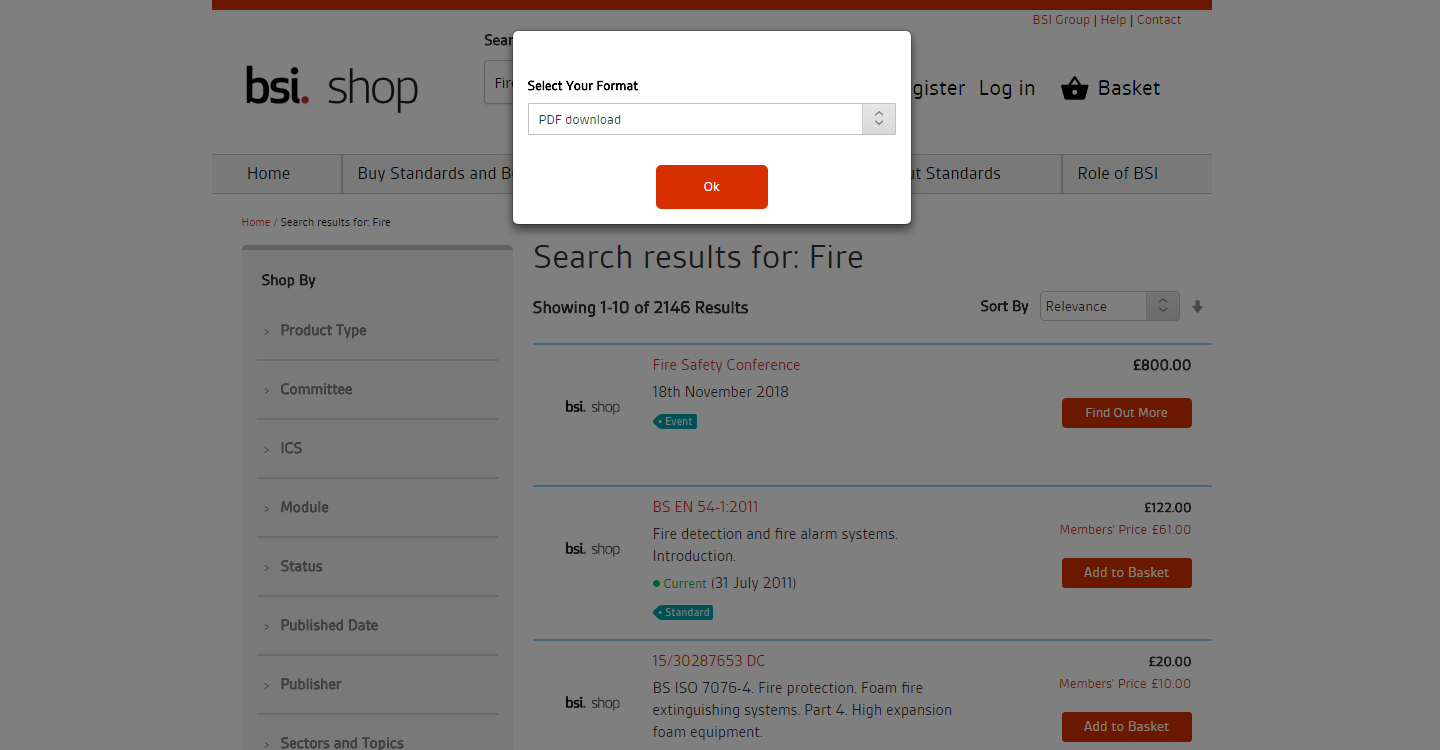 BSI Group | Help | Contact
Select Your Format
PDF download
Ok
bsi. shop
Log in
Basket
Home
Buy Standards and
Standards
Role of BSI
Home / Search results for: Fire
Search results for: Fire
Shop By
Product Type
Committee
ICS
Module
Status
Published Date
Publisher
Sectors and Topics
Showing 1-10 of 2146 Results
Sort By
Relevance
bsi. shop
Fire Safety Conference
18th November 2018
Event
£800.00
Find Out More
bsi. shop
BS EN 54-1:2011
Fire detection and fire alarm systems.
Introduction.
Current (31 July 2011)
Standard
£122.00
Members' Price £61.00
Add to Basket
bsi. shop
15/30287653 DC
BS ISO 7076-4. Fire protection. Foam fire
extinguishing systems. Part 4. High expansion
foam equipment.
£20.00
Members' Price £10.00
Add to Basket